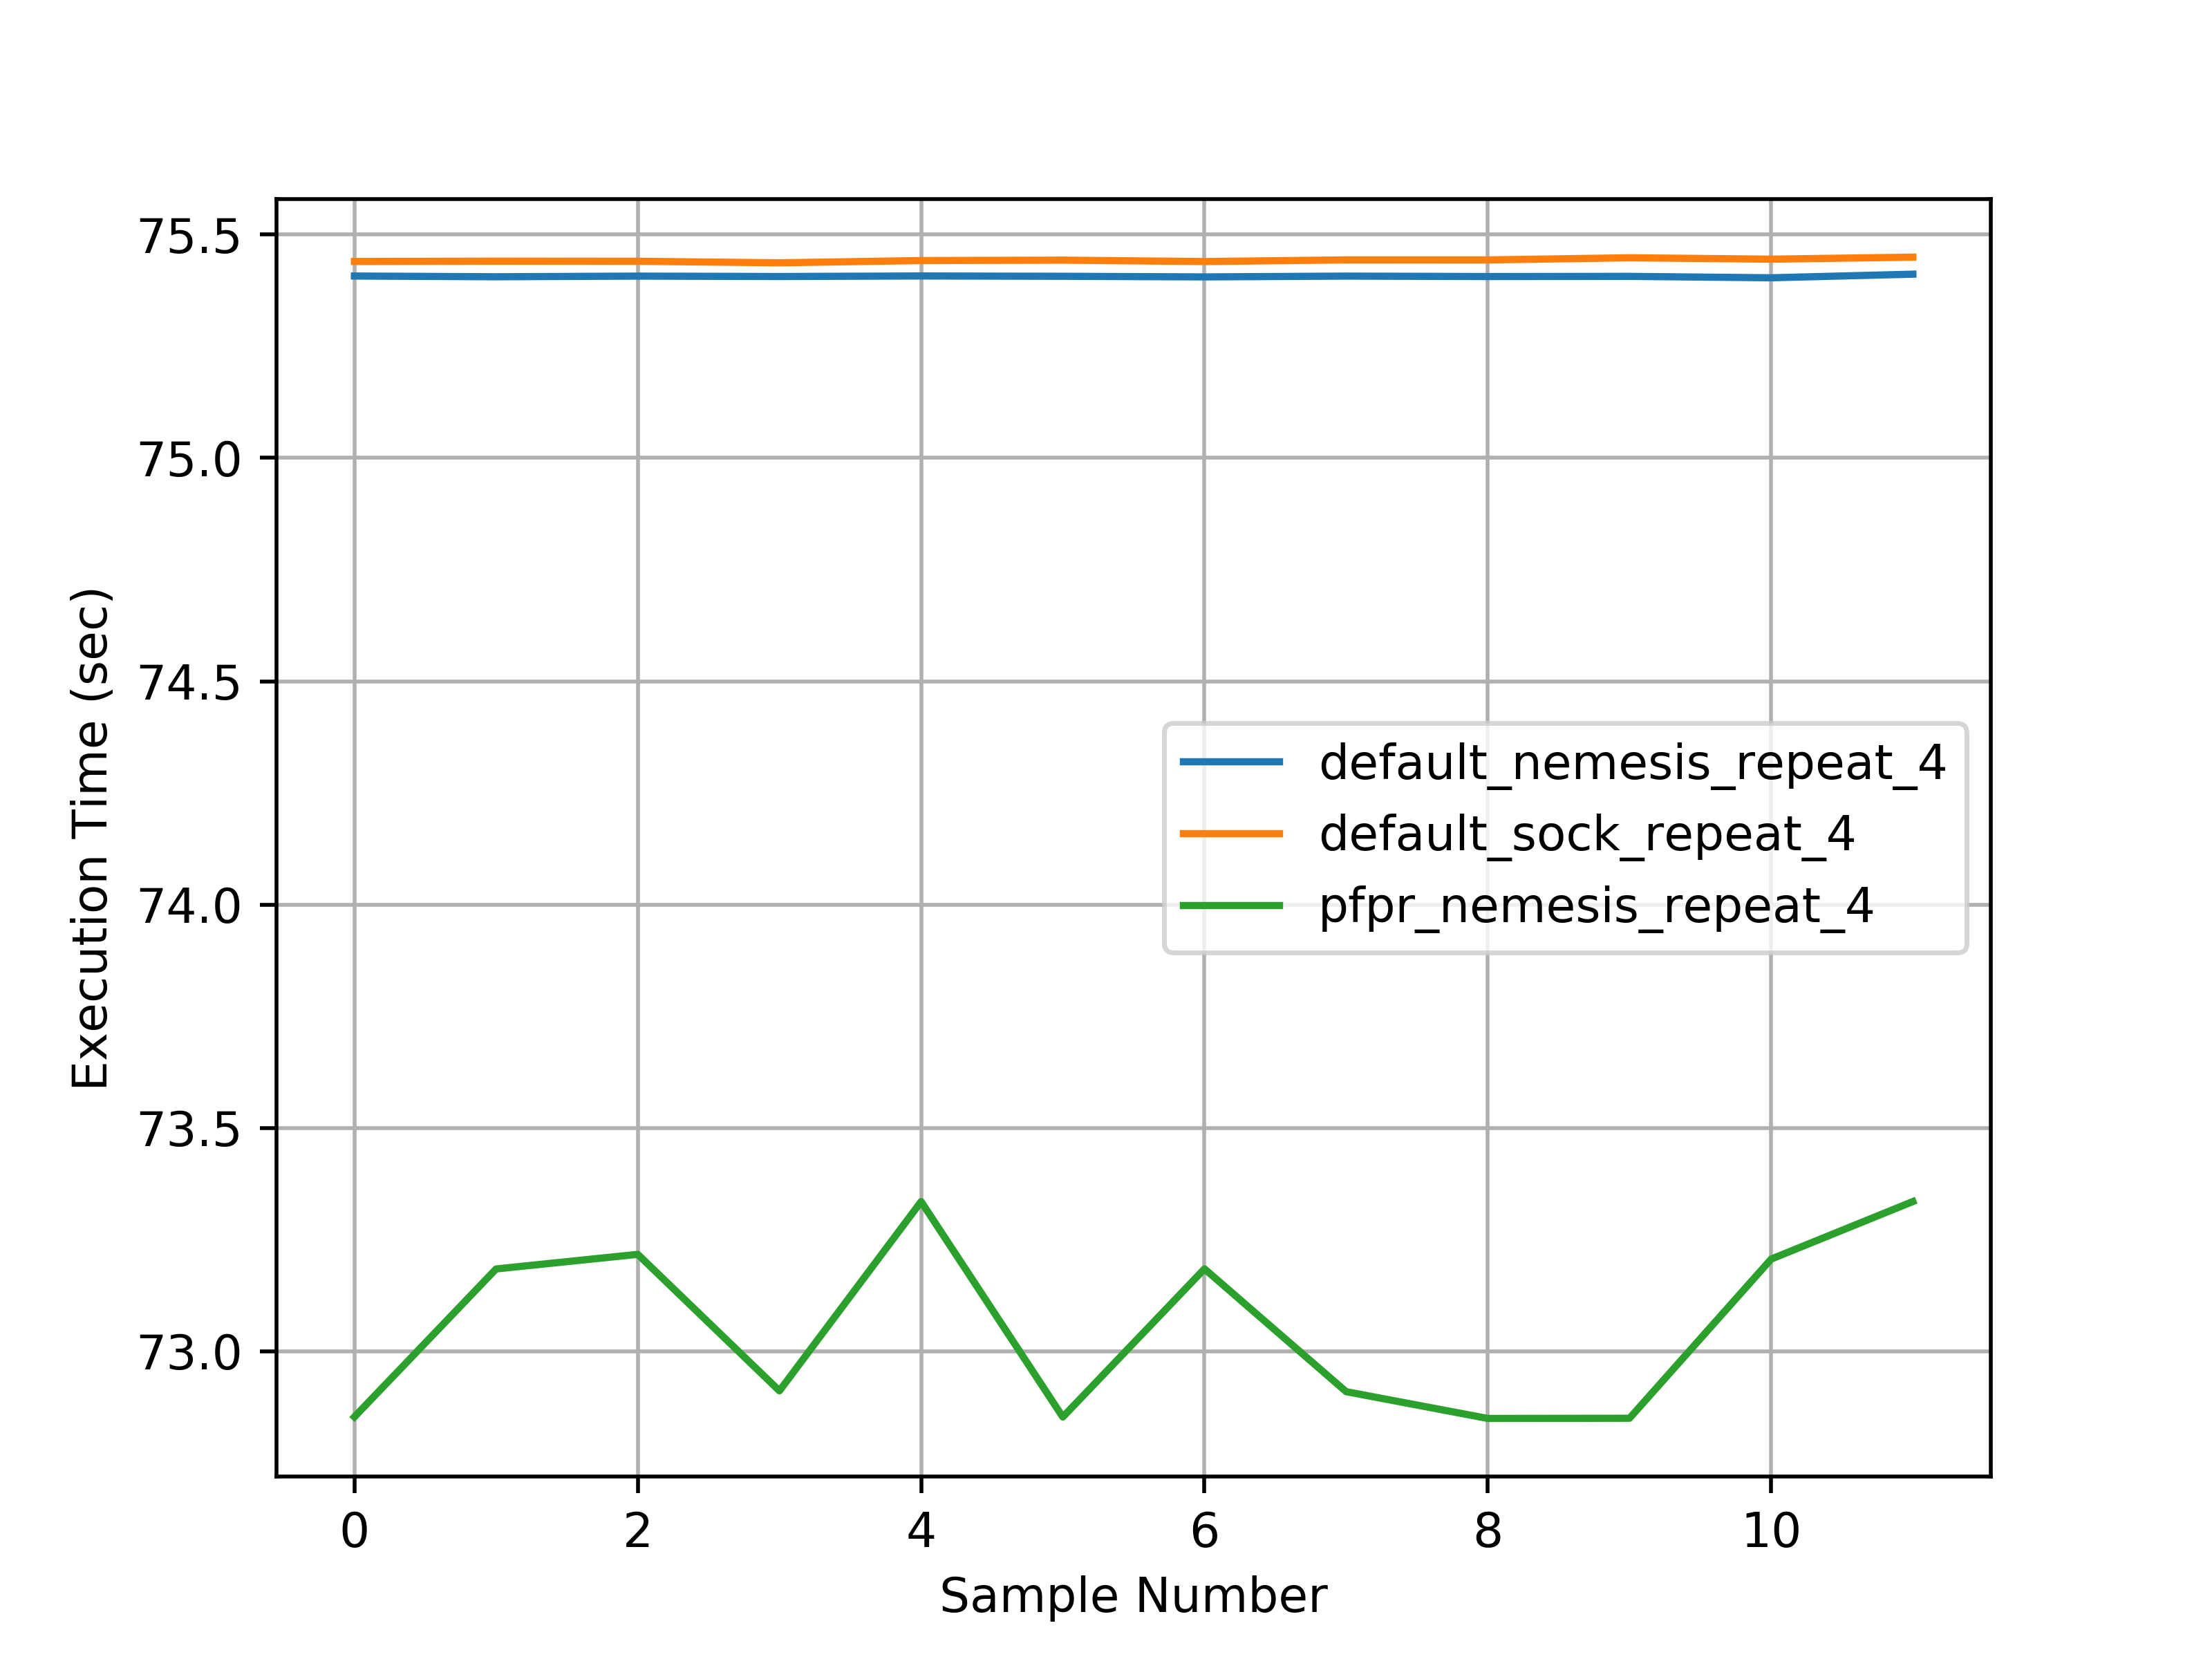 75.5
75.0
74.5
74.0
73.5
73.0
Execution Time (sec)
default_nemesis_repeat_4
default_sock_repeat_4
pfpr_nemesis_repeat_4
0 2 4 6 8 10
Sample Number